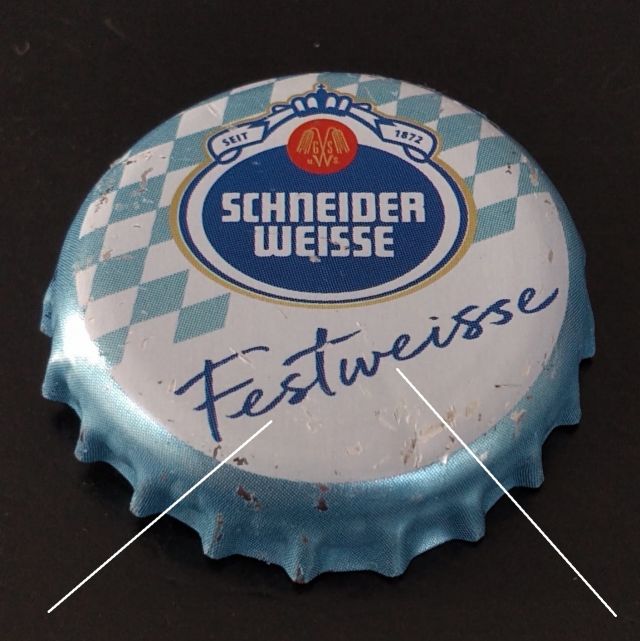 SEIT 1872
G S
W
SCHNEIDER
WEISSE
Festweisse